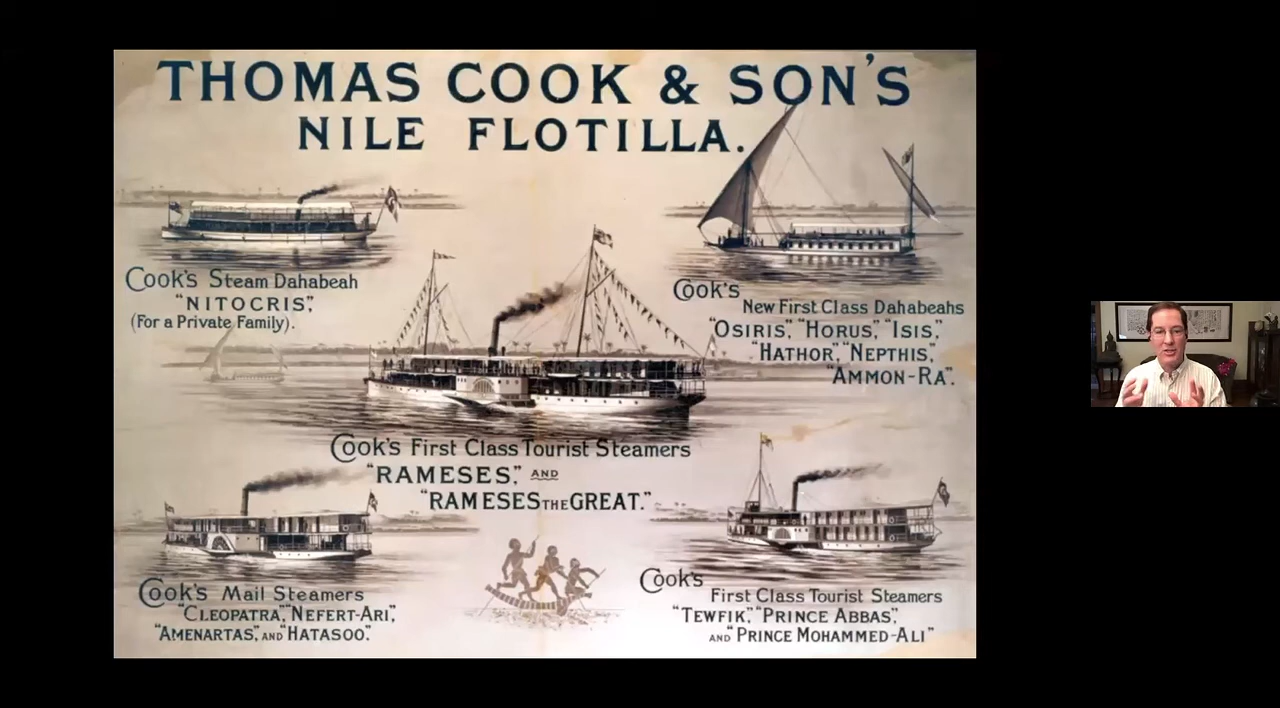 THOMAS COOK & SON'S
NILE FLOTILLA.
Cook's Steam Dahabeah
"NITOCRIS",
(For a Private Family).
Cook's
New First Class Dahabeahs
"OSIRIS," "HORUS," "ISIS,"
"HATHOR," "NEPTHIS,"
"AMMON-RA".
Cook's First Class Tourist Steamers
"RAMESES," AND
"RAMESES THE GREAT."
Cook's Mail Steamers
"CLEOPATRA," "NEFERT-ARI,"
"AMENARTAS," AND "HATASOO."
Cook's
First Class Tourist Steamers
"TEWFIK," "PRINCE ABBAS,"
AND "PRINCE MOHAMMED-ALI"